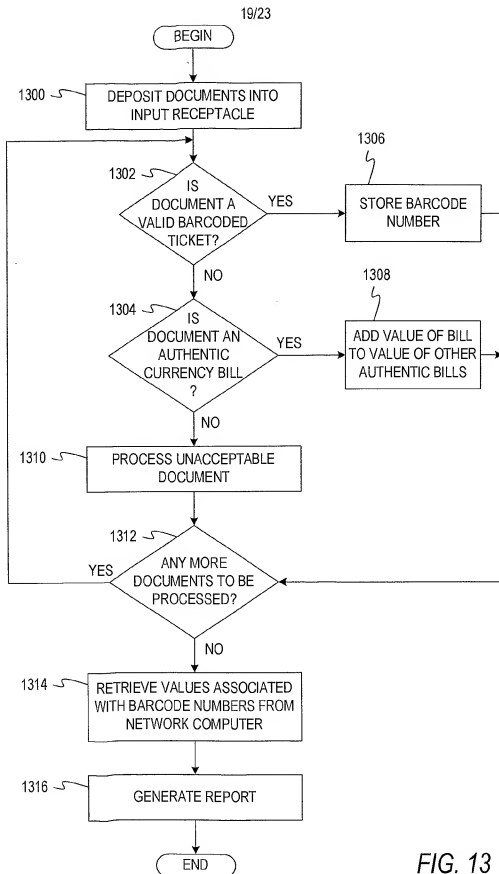 19/23
BEGIN
1300
DEPOSIT DOCUMENTS INTO
INPUT RECEPTACLE
1302
IS
DOCUMENT A
VALID BARCODED
TICKET?
YES
1306
STORE BARCODE
NUMBER
NO
1304
IS
DOCUMENT AN
AUTHENTIC
CURRENCY BILL
?
YES
1308
ADD VALUE OF BILL
TO VALUE OF OTHER
AUTHENTIC BILLS
NO
1310
PROCESS UNACCEPTABLE
DOCUMENT
1312
YES
ANY MORE
DOCUMENTS TO BE
PROCESSED?
NO
1314
RETRIEVE VALUES ASSOCIATED
WITH BARCODE NUMBERS FROM
NETWORK COMPUTER
1316
GENERATE REPORT
END
FIG. 13